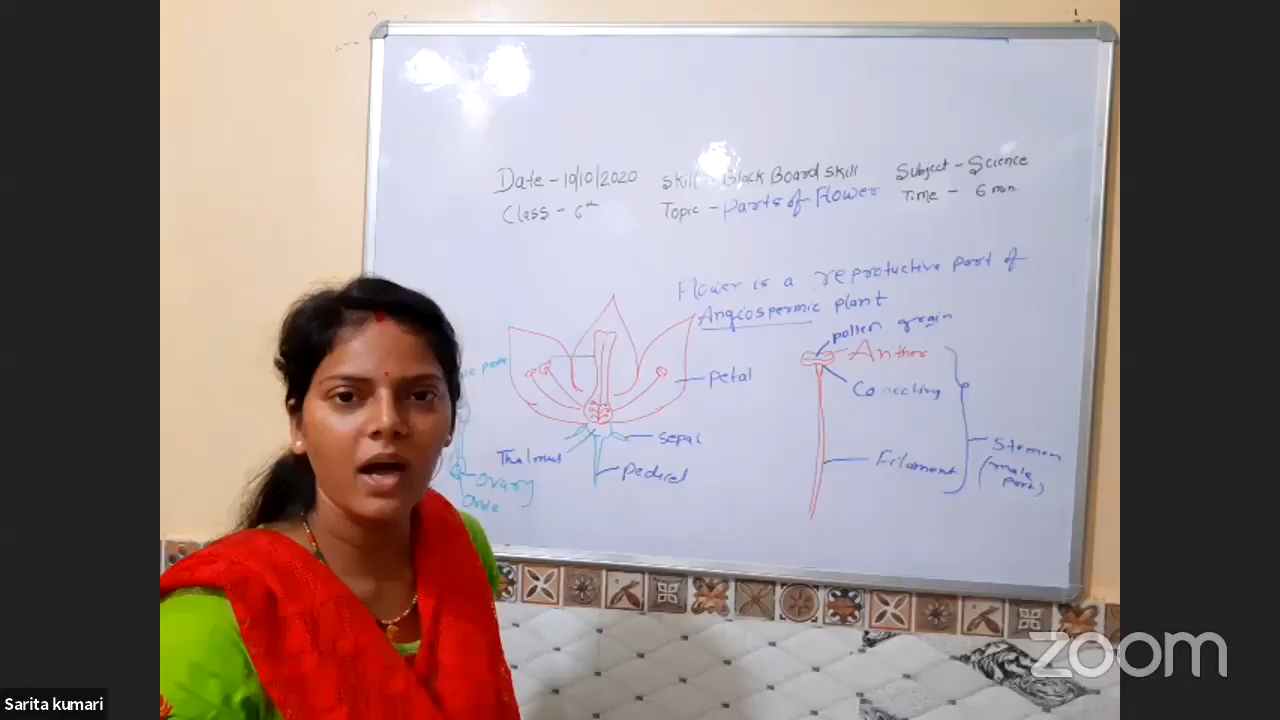 Date - 10/10/2020 Skill - Black Board Skill Subject - Science
Class - 6th Topic - Parts of Flower Time - 6 min
Flower is a reproductive part of
Angiospermic plant
pollen grain
Anther
Petal
Conecting
sepal
Thalmus
Pedicel
Filament
Stemen
(male
part)
Ovary
Ovule
Sarita kumari
zoom